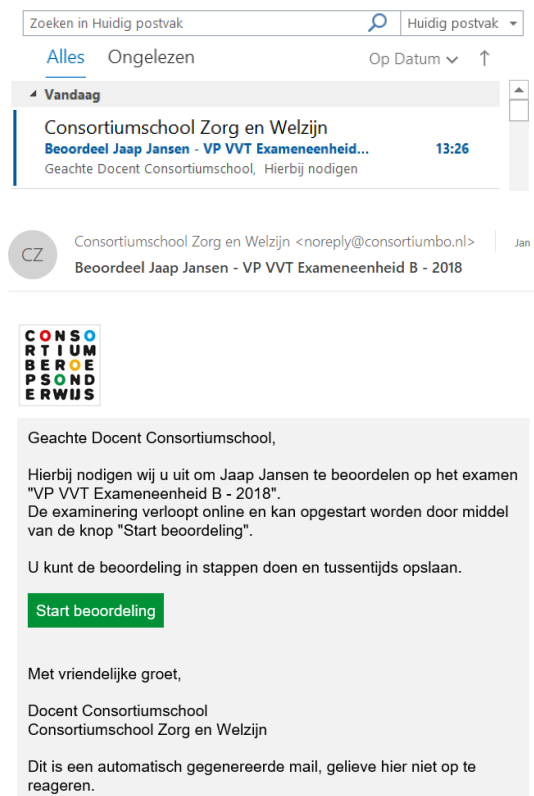 Zoeken in Huidig postvak
Huidig postvak
Alles Ongelezen
Op Datum
Vandaag
Consortiumschool Zorg en Welzijn
Beoordeel Jaap Jansen - VP VVT Exameneenheid... 13:26
Geachte Docent Consortiumschool, Hierbij nodigen
CZ
Consortiumschool Zorg en Welzijn <noreply@consortiumbo.nl>
Jan
Beoordeel Jaap Jansen - VP VVT Exameneenheid B - 2018
CONSO
RTIUM
BEROE
PSOND
ERWIJS
Geachte Docent Consortiumschool,
Hierbij nodigen wij u uit om Jaap Jansen te beoordelen op het examen
"VP VVT Exameneenheid B - 2018".
De examinering verloopt online en kan opgestart worden door middel
van de knop "Start beoordeling".
U kunt de beoordeling in stappen doen en tussentijds opslaan.
Start beoordeling
Met vriendelijke groet,
Docent Consortiumschool
Consortiumschool Zorg en Welzijn
Dit is een automatisch gegenereerde mail, gelieve hier niet op te
reageren.